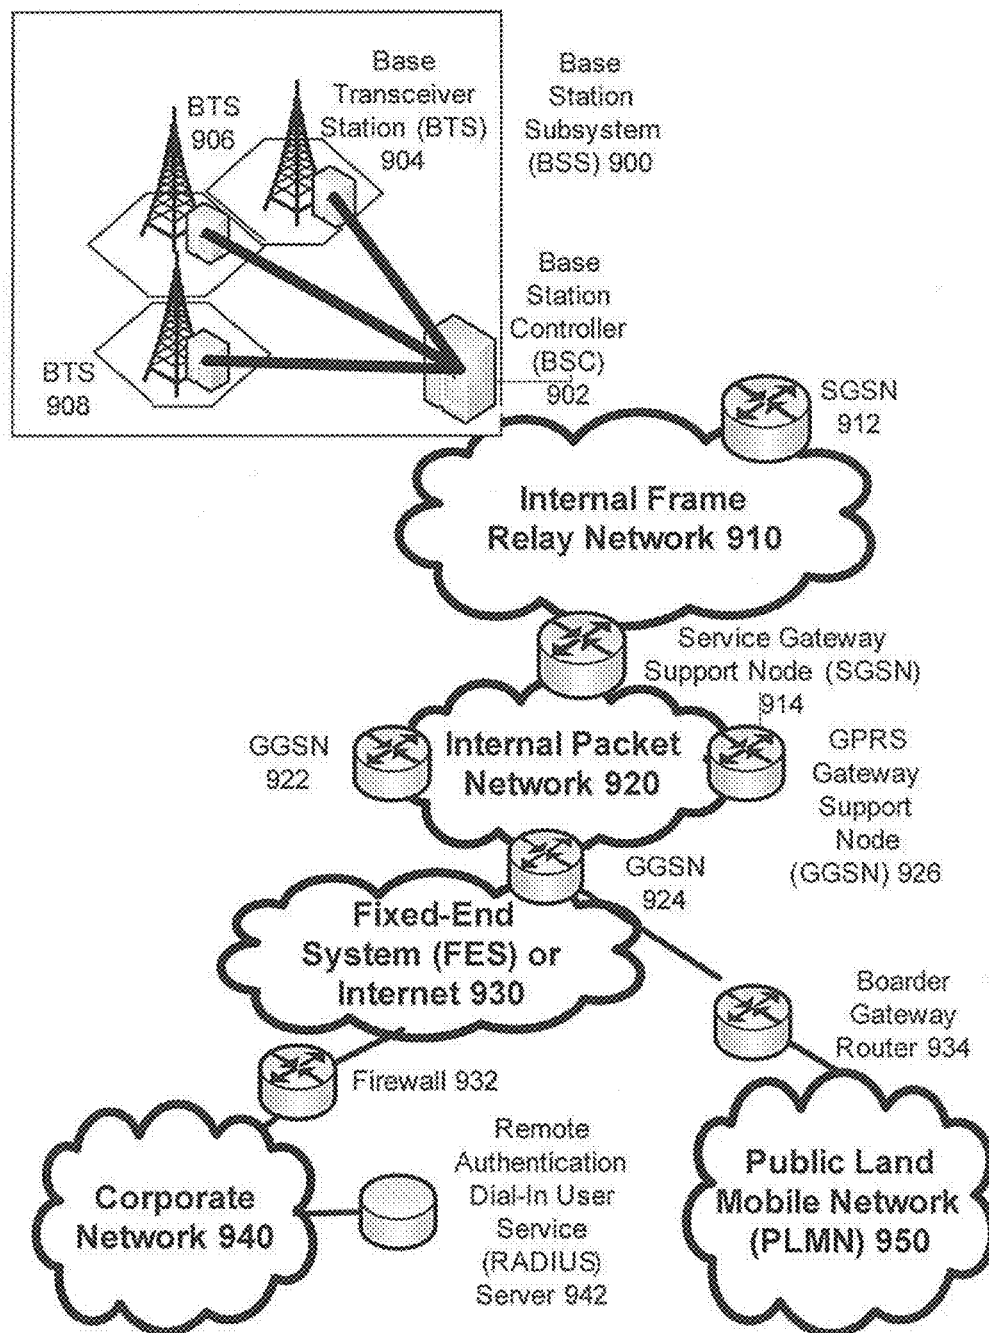 BTS
906
Base
Transceiver
Station (BTS)
904
Base
Station
Subsystem
(BSS) 900
Base
Station
Controller
(BSC)
902
BTS
908
SGSN
912
Internal Frame
Relay Network 910
Service Gateway
Support Node (SGSN)
914
GGSN
922
Internal Packet
Network 920
GPRS
Gateway
Support
Node
(GGSN) 926
GGSN
924
Fixed-End
System (FES) or
Internet 930
Boarder
Gateway
Router 934
Firewall 932
Corporate
Network 940
Remote
Authentication
Dial-In User
Service
(RADIUS)
Server 942
Public Land
Mobile Network
(PLMN) 950